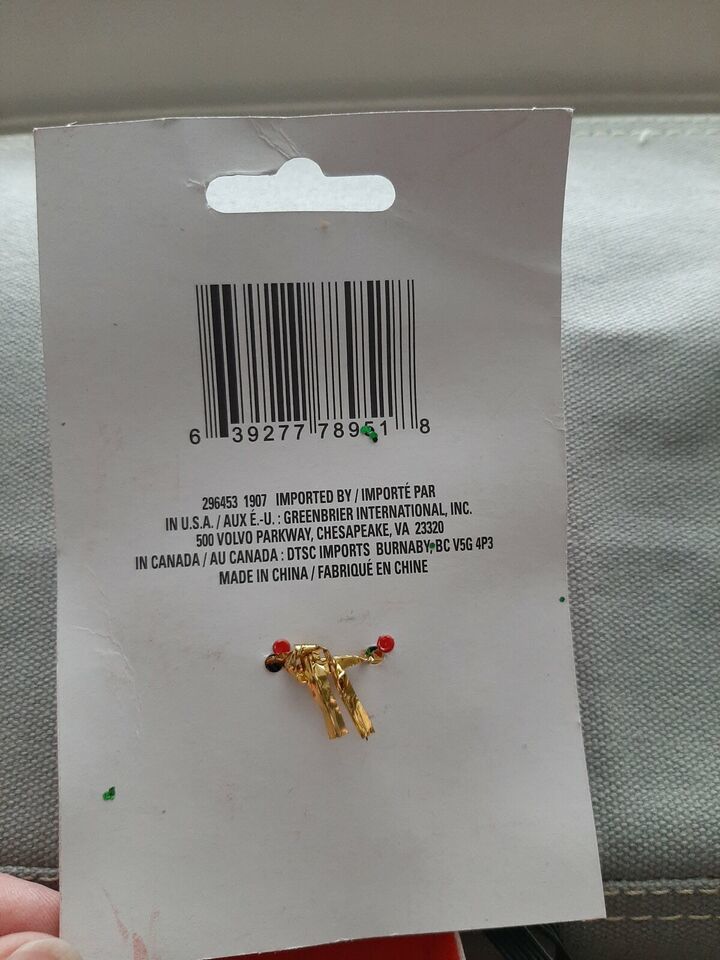 6 39277 78951 8
296453 1907 IMPORTED BY / IMPORTÉ PAR
IN U.S.A. / AUX É.-U. : GREENBRIER INTERNATIONAL, INC.
500 VOLVO PARKWAY, CHESAPEAKE, VA 23320
IN CANADA / AU CANADA : DTSC IMPORTS BURNABY, BC V5G 4P3
MADE IN CHINA / FABRIQUÉ EN CHINE